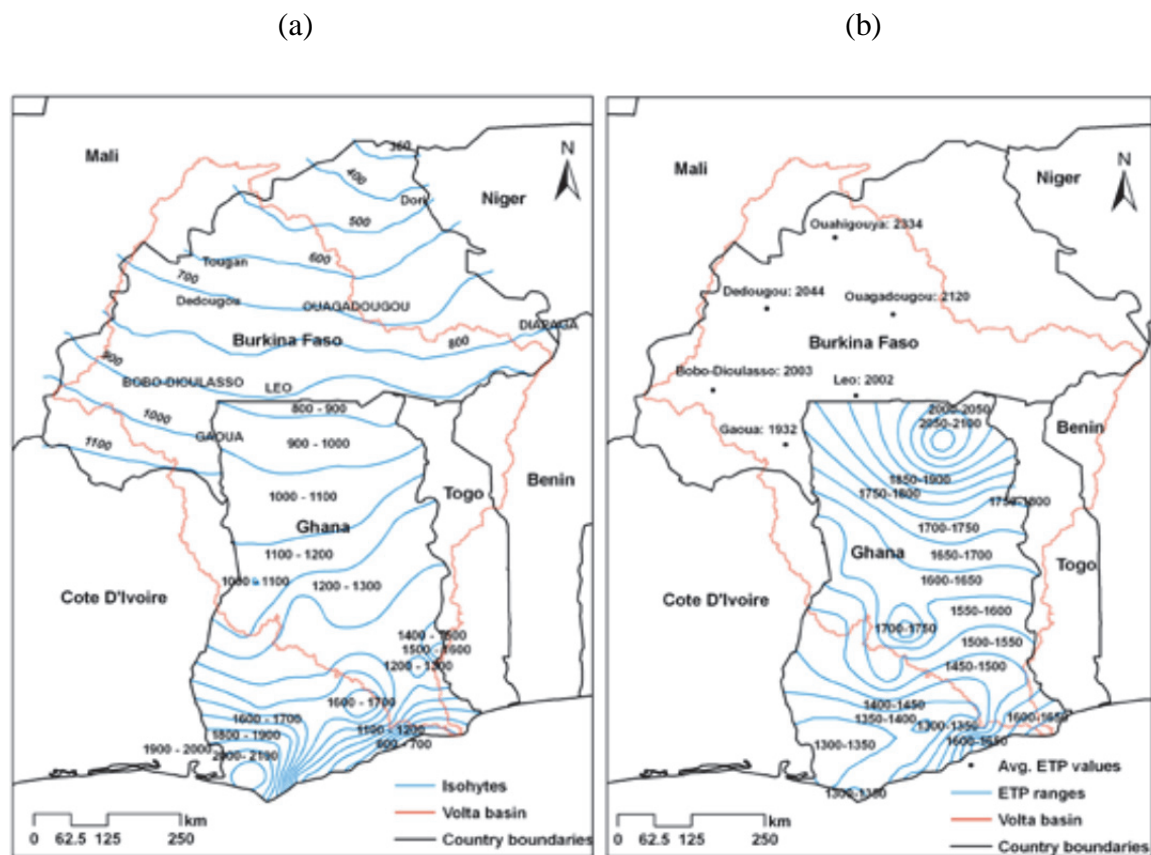 (a)
(b)
Mali
N
Niger
360
400
Dori
500
600
Tougan
700
Dedougou
OUAGADOUGOU
DIAPAGA
Burkina Faso
800
900
BOBO-DIOULASSO
LEO
1000
800 - 900
GAOUA
1100
900 - 1000
1000 - 1100
Togo
Benin
Ghana
1100 - 1200
1000 - 1100
1200 - 1300
Cote D'Ivoire
1400 - 1500
1500 - 1600
1200 - 1300
1600 - 1700
1600 - 1700
1800 - 1900
1100 - 1200
600 - 700
1900 - 2000
2000- 2100
Isohytes
Volta basin
Country boundaries
km
0 62.5 125 250
Mali
N
Niger
Ouahigouya: 2334
Dedougou: 2044
Ouagadougou: 2120
Burkina Faso
Bobo-Dioulasso: 2003
Leo: 2002
2000-2050
2050-2100
Gaoua: 1932
Benin
1850-1900
1750-1800
1750-1800
1700-1750
Ghana
1650-1700
1600-1650
Togo
Cote D'Ivoire
1550-1600
1700-1750
1500-1550
1450-1500
1400-1450
1350-1400
1300-1350
1600-1650
1300-1350
1600-1650
1300-1350
Avg. ETP values
ETP ranges
Volta basin
Country boundaries
km
0 62.5 125 250